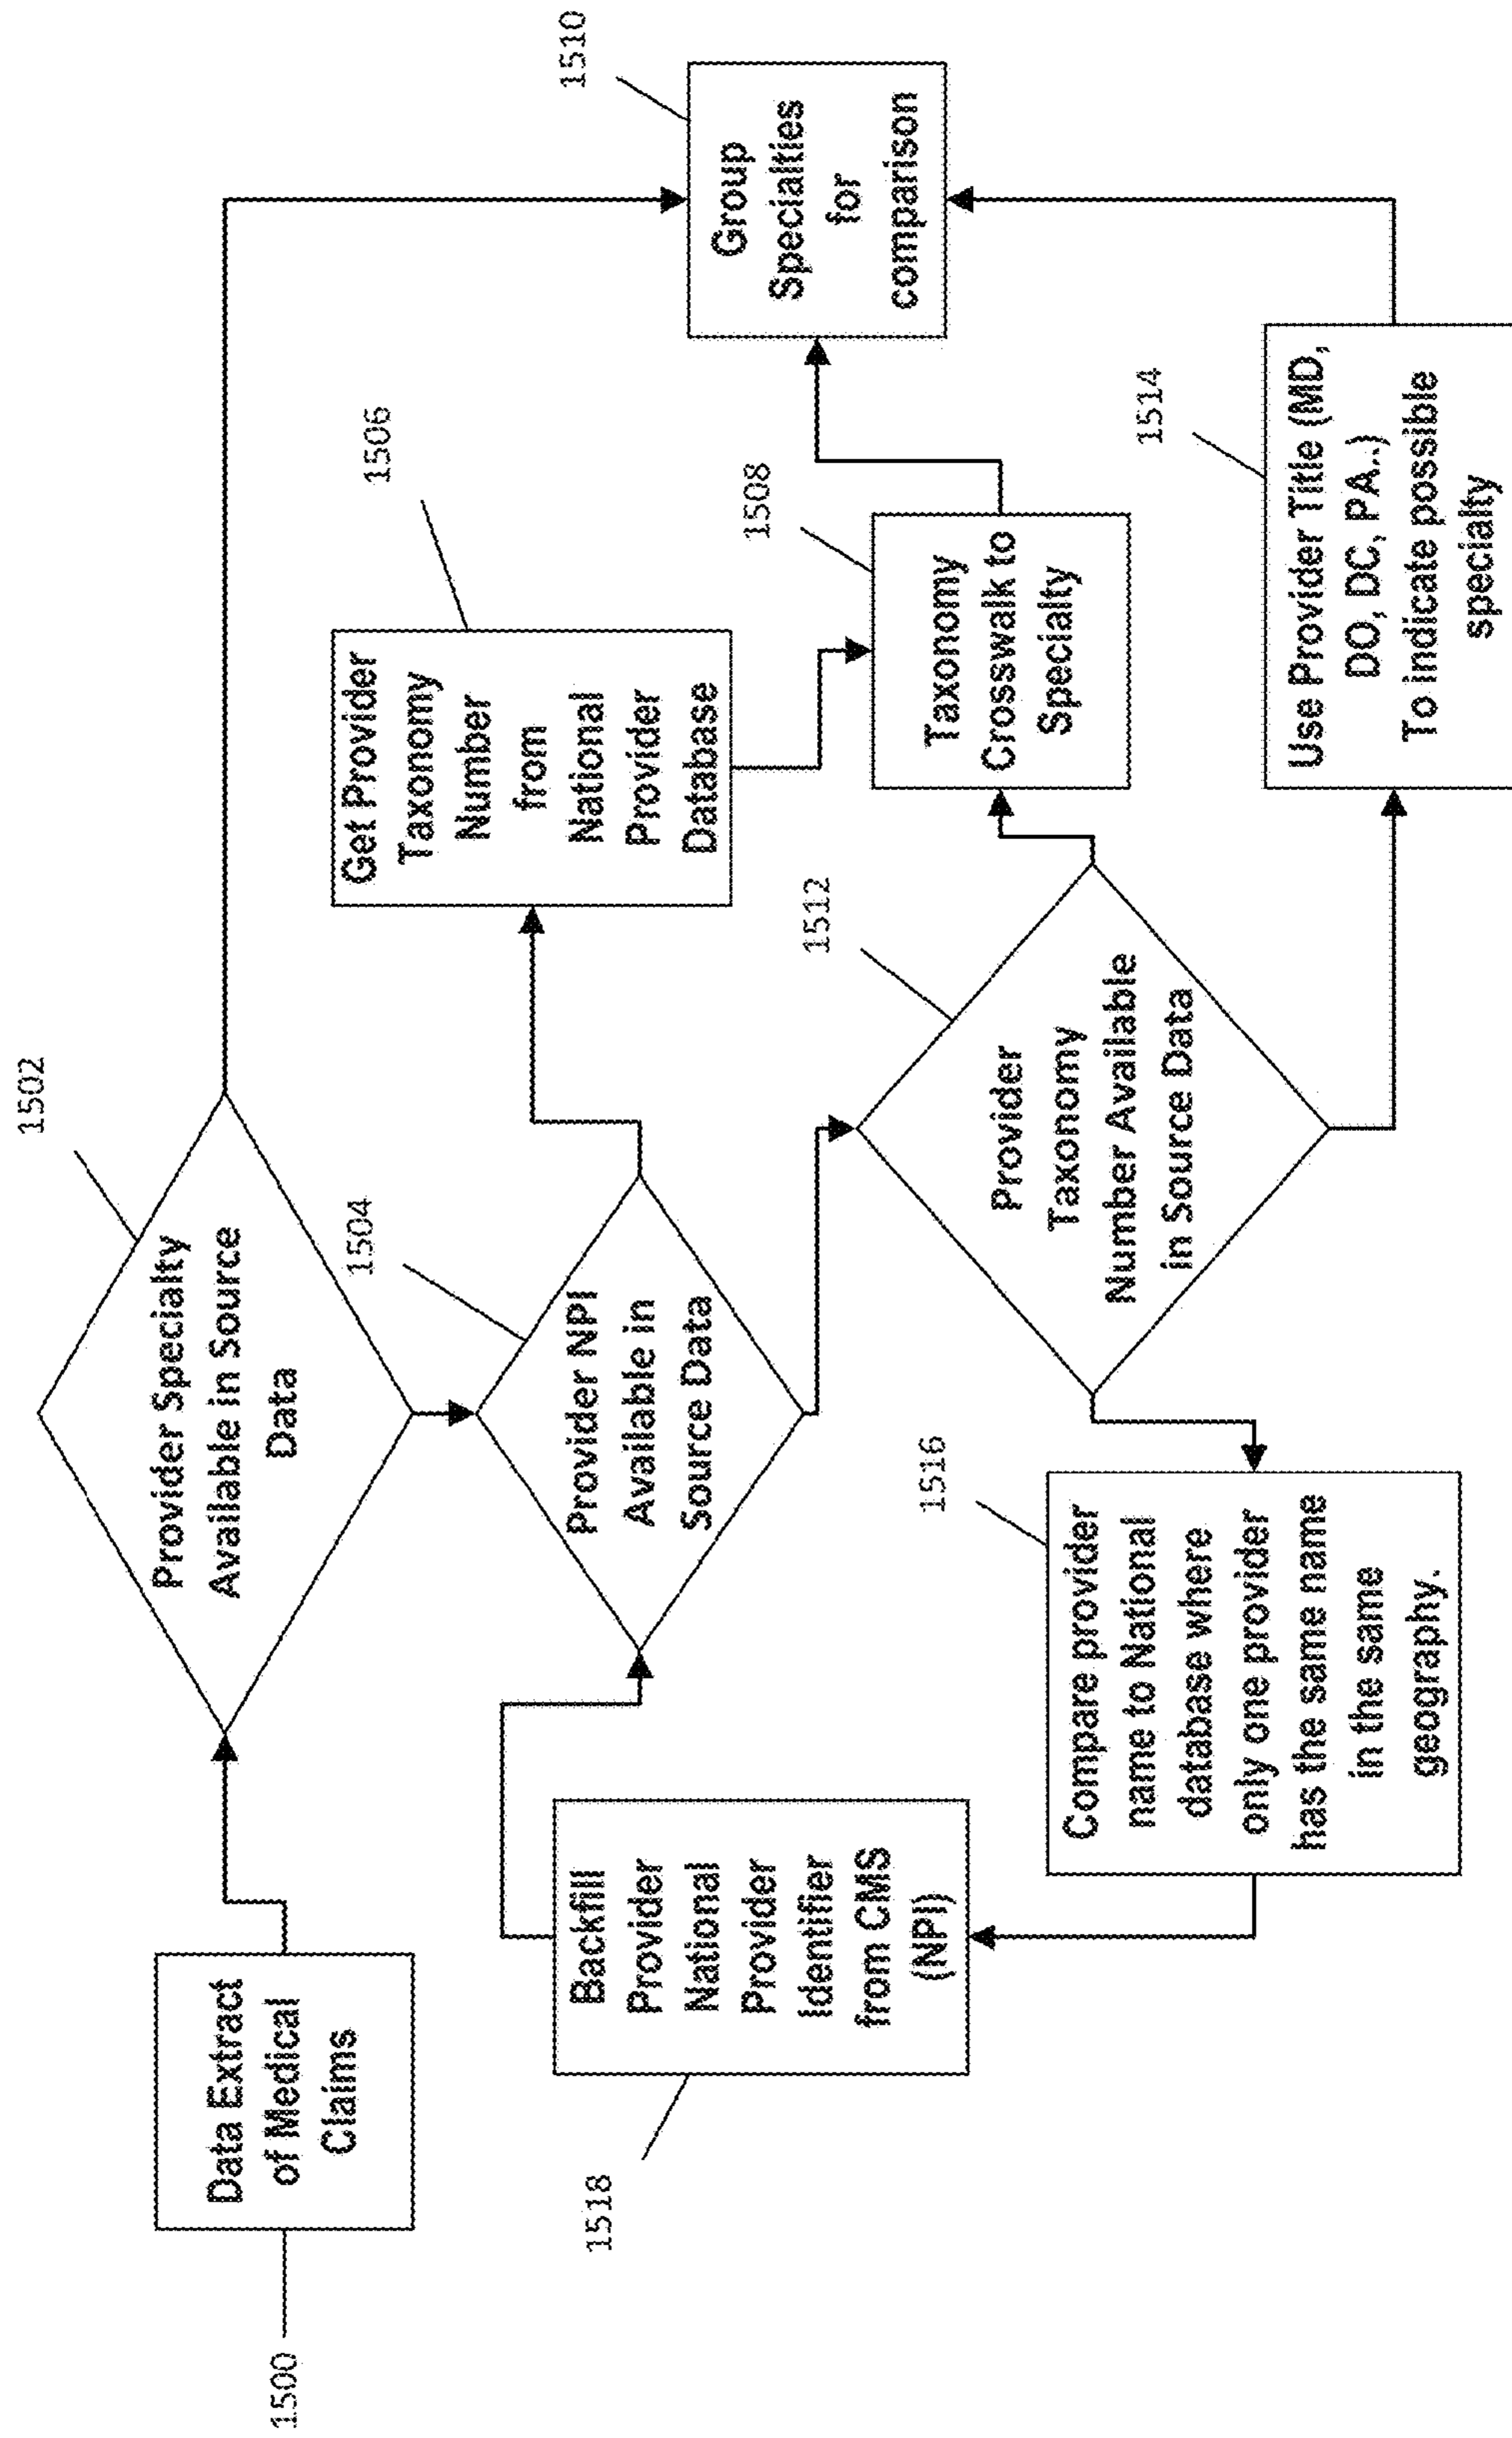 1500
Data Extract
of Medical
Claims
1502
Provider Specialty
Available in Source
Data
1504
Provider NPI
Available in
Source Data
1506
Get Provider
Taxonomy
Number
from
National
Provider
Database
1508
Taxonomy
Crosswalk to
Specialty
1510
Group
Specialties
for
comparison
1512
Provider
Taxonomy
Number Available
in Source Data
1514
Use Provider Title (MD,
DO, DC, PA..)
To indicate possible
specialty
1516
Compare provider
name to National
database where
only one provider
has the same name
in the same
geography.
1518
Backfill
Provider
National
Provider
Identifier
from CMS
(NPI)